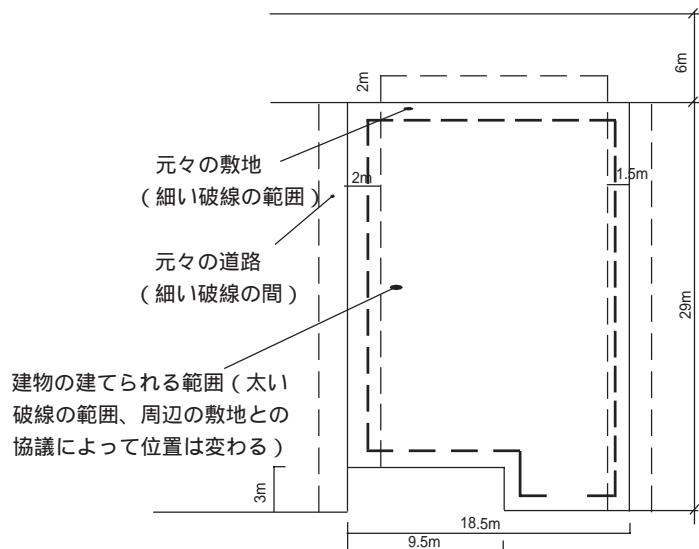 6m
2m
元々の敷地
（細い破線の範囲）
2m
1.5m
元々の道路
（細い破線の間）
29m
建物の建てられる範囲（太い
破線の範囲、周辺の敷地との
協議によって位置は変わる）
3m
18.5m
9.5m